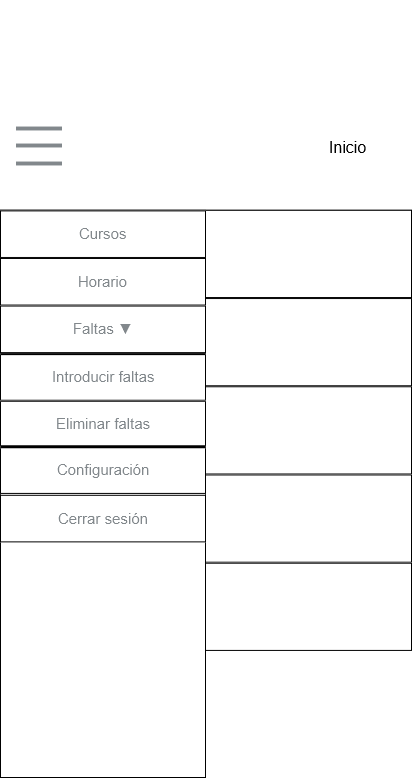 Inicio
Cursos
Horario
Faltas ▼
Introducir faltas
Eliminar faltas
Configuración
Cerrar sesión